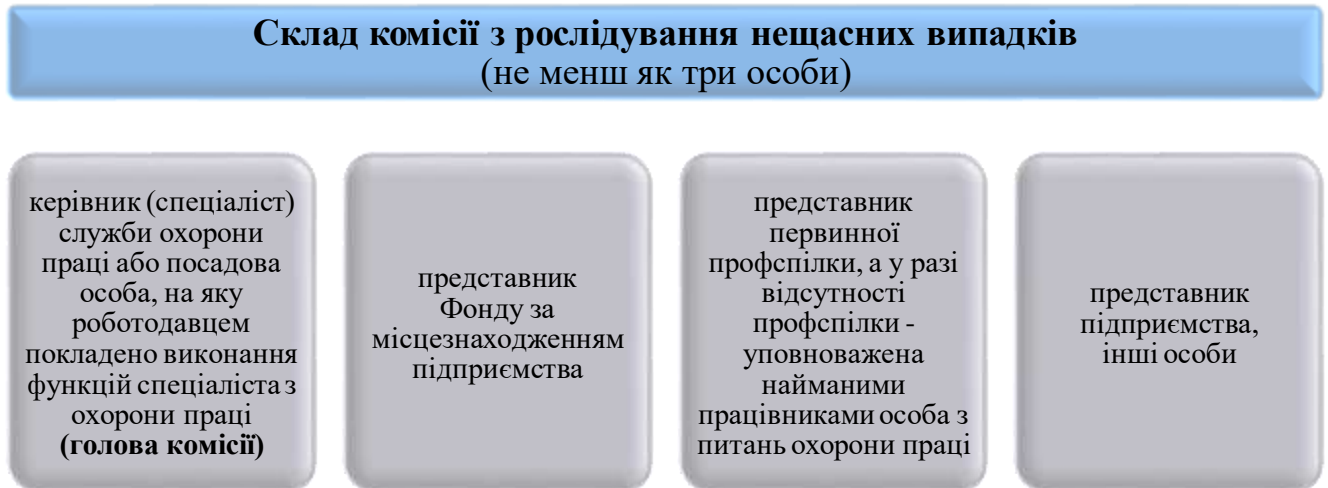 Склад комісії з рослідування нещасних випадків
(не менш як три особи)
керівник (спеціаліст)
служби охорони
праці або посадова
особа, на яку
роботодавцем
покладено виконання
функцій спеціаліста з
охорони праці
(голова комісії)
представник
Фонду за
місцезнаходженням
підприємства
представник
первинної
профспілки, а у разі
відсутності
профспілки -
уповноважена
найманими
працівниками особа з
питань охорони праці
представник
підприємства,
інші особи